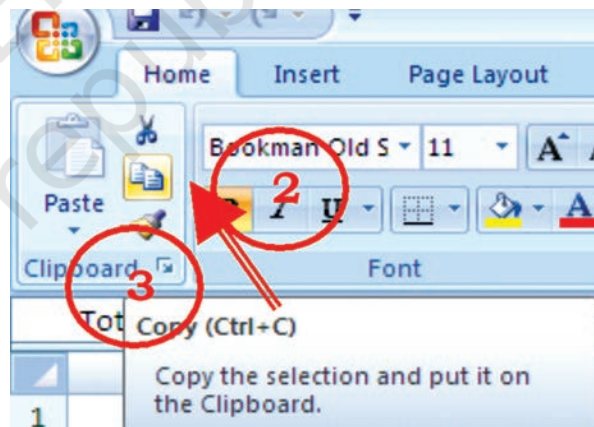 Home Insert Page Layout
Bookman Old S 11 A
Paste
2
I U A
Clipboard
Font
3
Tot
Copy (Ctrl+C)
Copy the selection and put it on
the Clipboard.
1